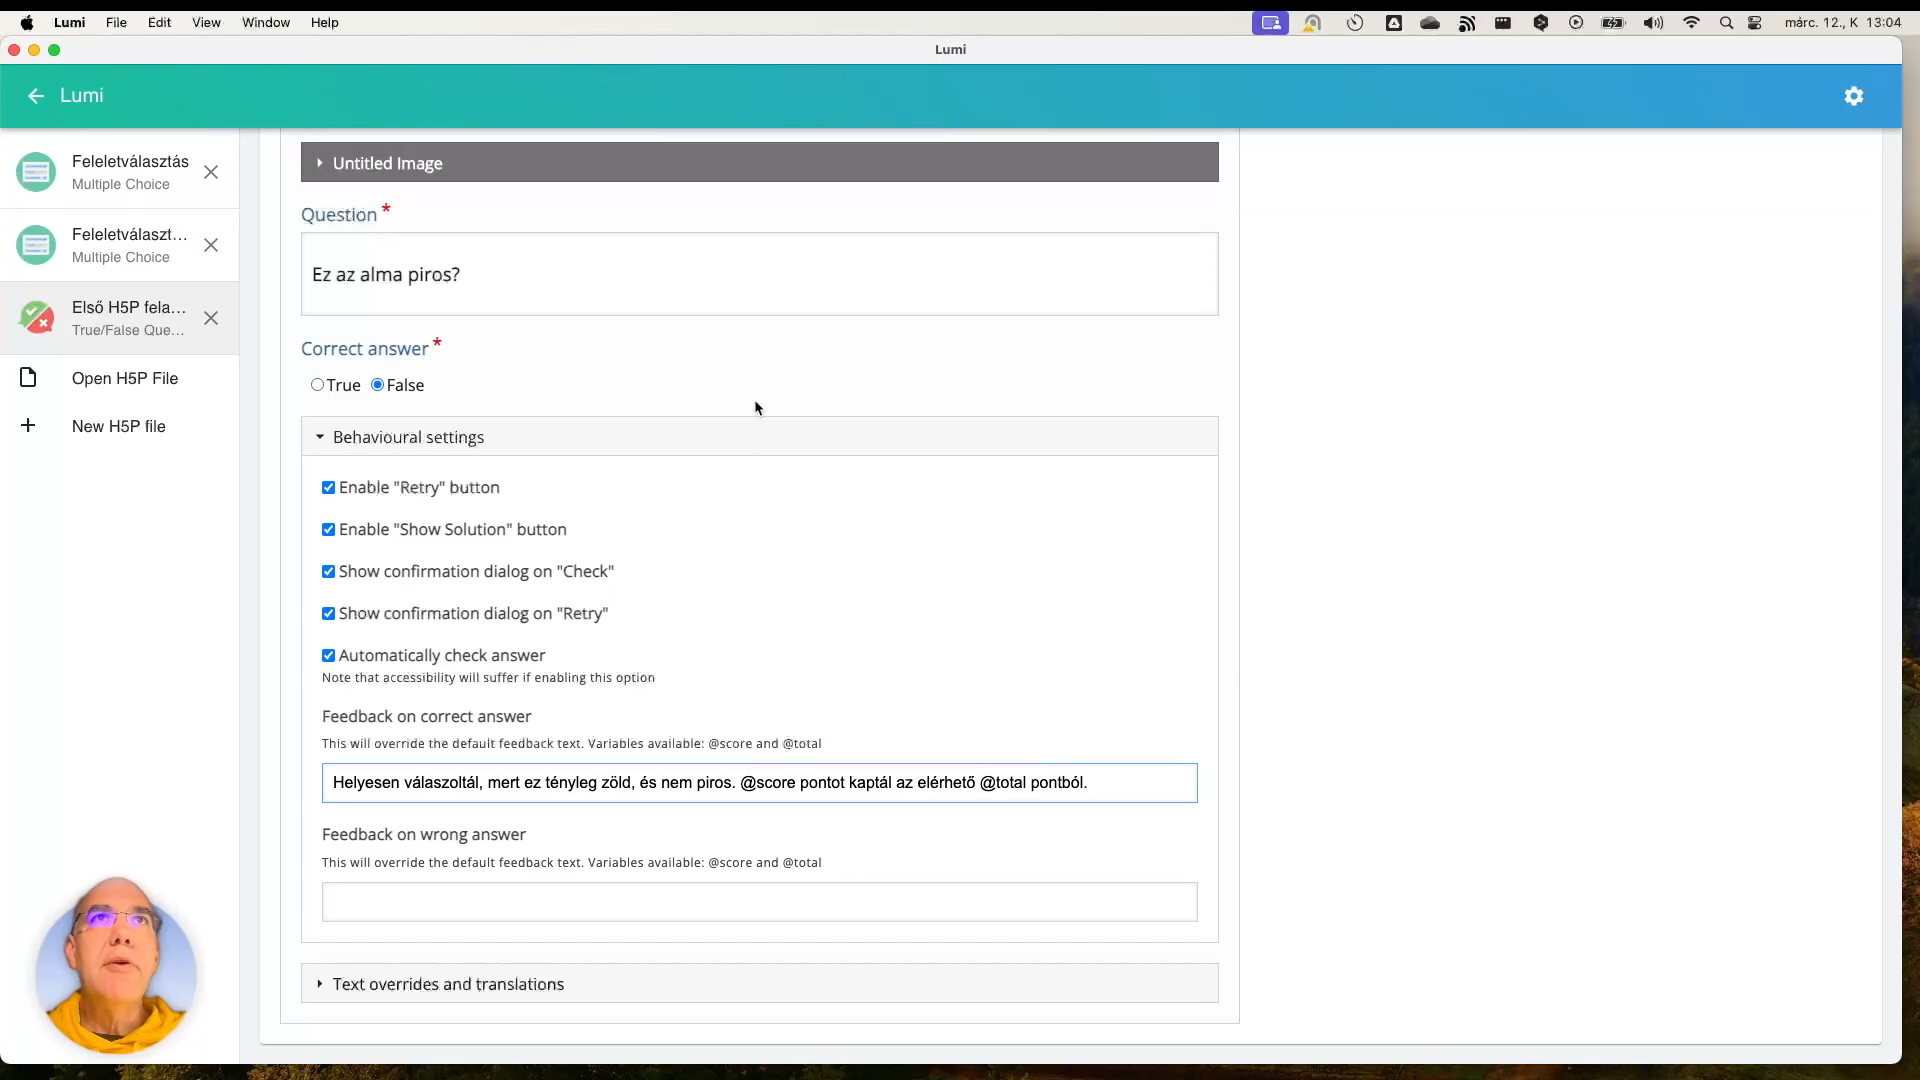 Lumi File Edit View Window Help márc. 12., K 13:04
Lumi
Lumi
Feleletválasztás
Multiple Choice
Feleletválaszt...
Multiple Choice
Első H5P fela...
True/False Que...
Open H5P File
New H5P file
Untitled Image
Question *
Ez az alma piros?
Correct answer *
True False
Behavioural settings
Enable "Retry" button
Enable "Show Solution" button
Show confirmation dialog on "Check"
Show confirmation dialog on "Retry"
Automatically check answer
Note that accessibility will suffer if enabling this option
Feedback on correct answer
This will override the default feedback text. Variables available: @score and @total
Helyesen válaszoltál, mert ez tényleg zöld, és nem piros. @score pontot kaptál az elérhető @total pontból.
Feedback on wrong answer
This will override the default feedback text. Variables available: @score and @total
Text overrides and translations